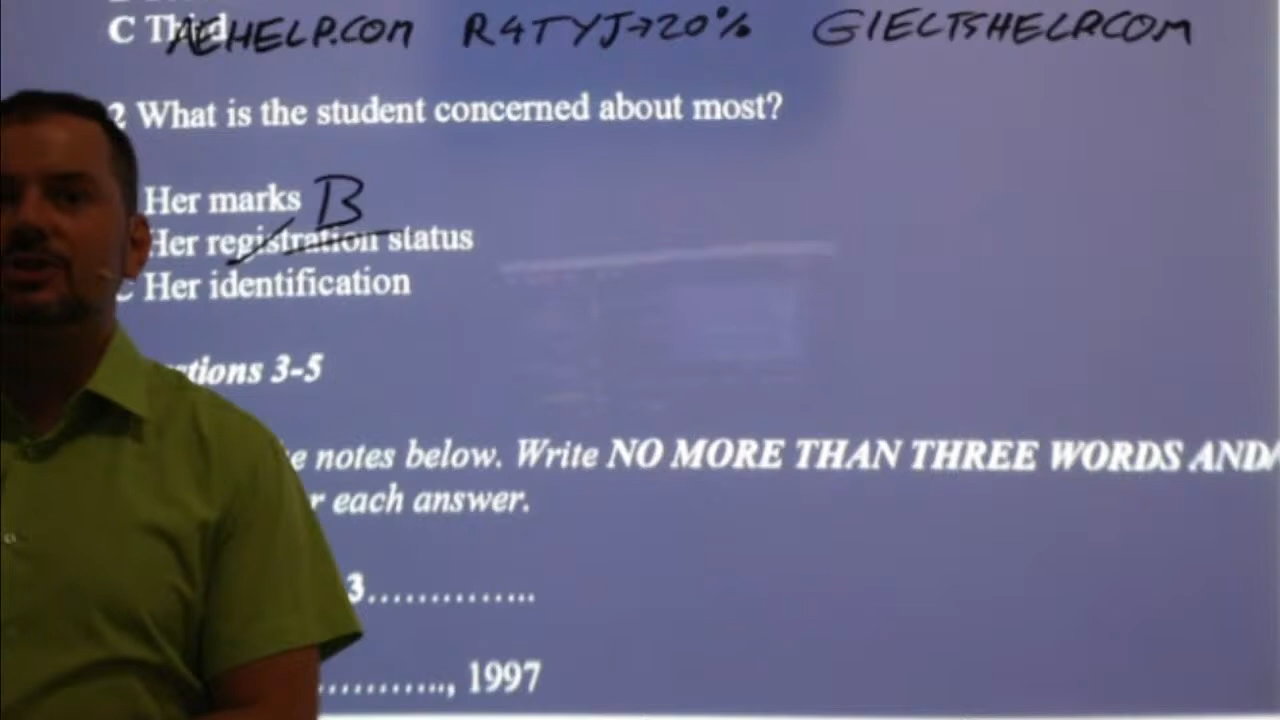 C Third
AEHELP.COM R4TYJ→20% GIELTSHELP.COM
2 What is the student concerned about most?
Her marks B
Her registration status
C Her identification
stions 3-5
e notes below. Write NO MORE THAN THREE WORDS AND/
r each answer.
3..............
............, 1997